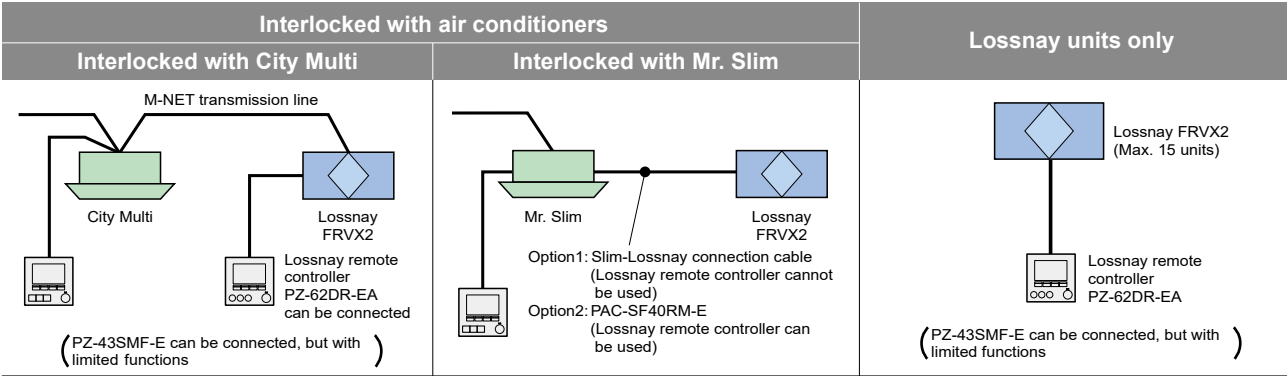 Interlocked with air conditioners
Lossnay units only
Interlocked with City Multi
Interlocked with Mr. Slim
M-NET transmission line
City Multi
Lossnay
FRVX2
Lossnay remote
controller
PZ-62DR-EA
can be connected
(PZ-43SMF-E can be connected, but with
limited functions)
Mr. Slim
Lossnay
FRVX2
Option1: Slim-Lossnay connection cable
(Lossnay remote controller cannot
be used)
Option2: PAC-SF40RM-E
(Lossnay remote controller can
be used)
Lossnay FRVX2
(Max. 15 units)
Lossnay remote
controller
PZ-62DR-EA
(PZ-43SMF-E can be connected, but with
limited functions)